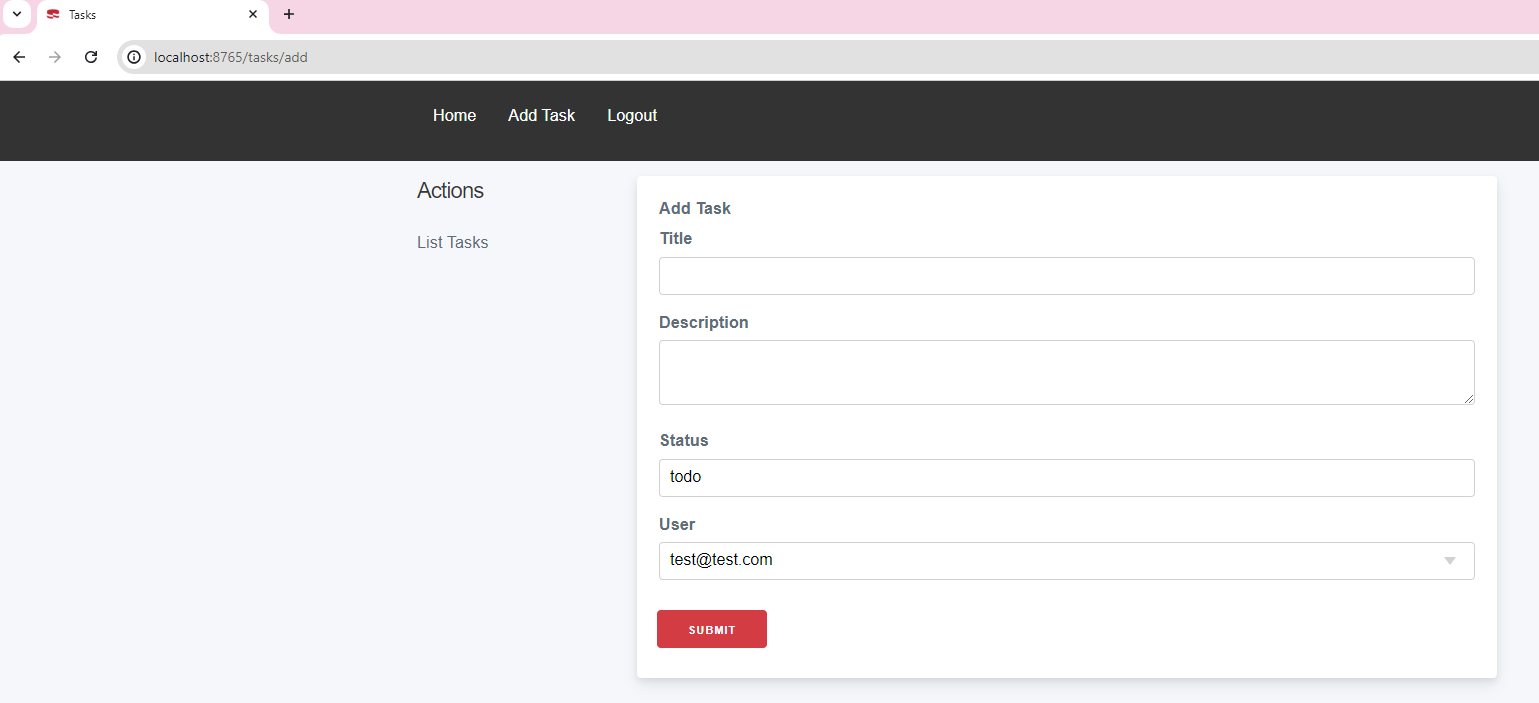 Tasks
localhost:8765/tasks/add
Home Add Task Logout
Actions
List Tasks
Add Task
Title
Description
Status
todo
User
test@test.com
SUBMIT